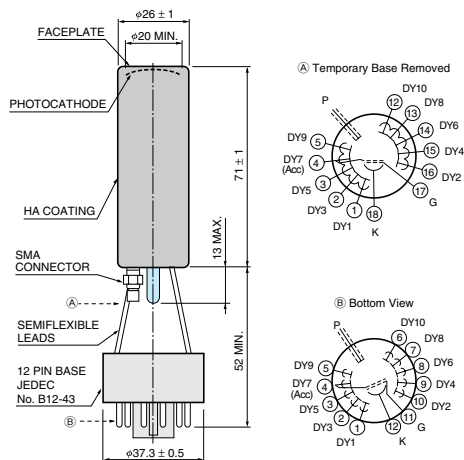 φ26 ± 1
φ20 MIN.
FACEPLATE
PHOTOCATHODE
HA COATING
71 ± 1
13 MAX.
SMA
CONNECTOR
Ⓐ
SEMIFLEXIBLE
LEADS
52 MIN.
12 PIN BASE
JEDEC
No. B12-43
Ⓑ
φ37.3 ± 0.5
Ⓐ Temporary Base Removed
P
DY10
12
DY8
13
DY6
14
DY4
15
DY2
16
G
17
K
18
DY1
1
DY3
2
DY5
3
DY7
(Acc)
4
DY9
5
Ⓑ Bottom View
P
DY10
6
DY8
7
DY6
8
DY4
9
DY2
10
G
11
K
12
DY1
1
DY3
2
DY5
3
DY7
(Acc)
4
DY9
5